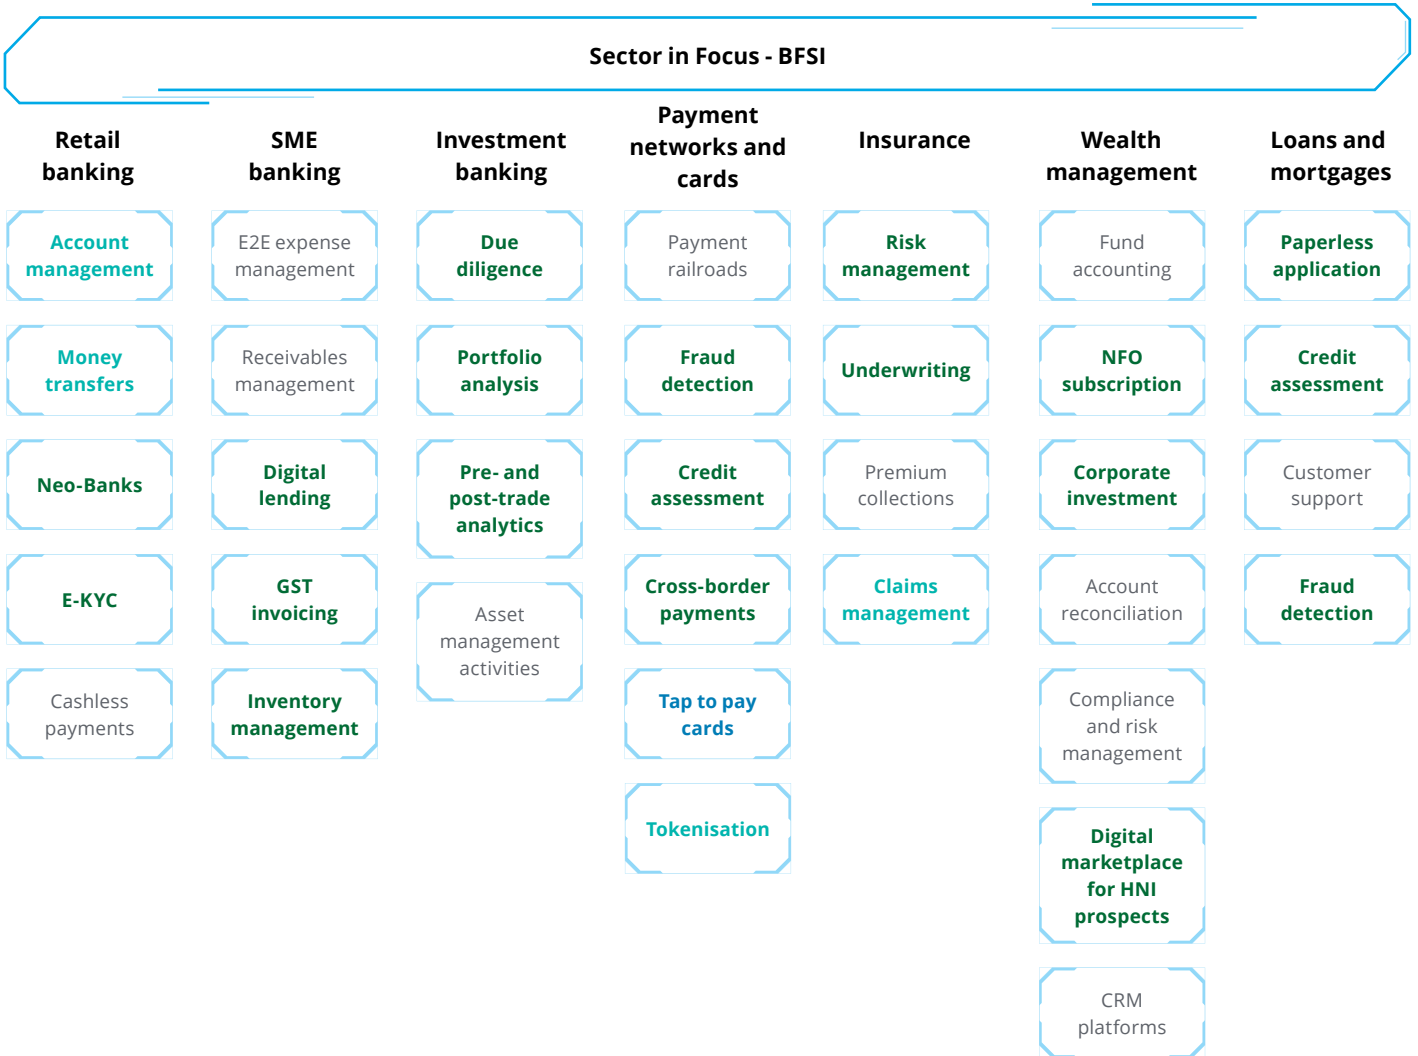 Sector in Focus - BFSI
Retail
banking
Account
management
Money
transfers
Neo-Banks
E-KYC
Cashless
payments
SME
banking
E2E expense
management
Receivables
management
Digital
lending
GST
invoicing
Inventory
management
Investment
banking
Due
diligence
Portfolio
analysis
Pre- and
post-trade
analytics
Asset
management
activities
Payment
networks and
cards
Payment
railroads
Fraud
detection
Credit
assessment
Cross-border
payments
Tap to pay
cards
Tokenisation
Insurance
Risk
management
Underwriting
Premium
collections
Claims
management
Wealth
management
Fund
accounting
NFO
subscription
Corporate
investment
Account
reconciliation
Compliance
and risk
management
Digital
marketplace
for HNI
prospects
CRM
platforms
Loans and
mortgages
Paperless
application
Credit
assessment
Customer
support
Fraud
detection